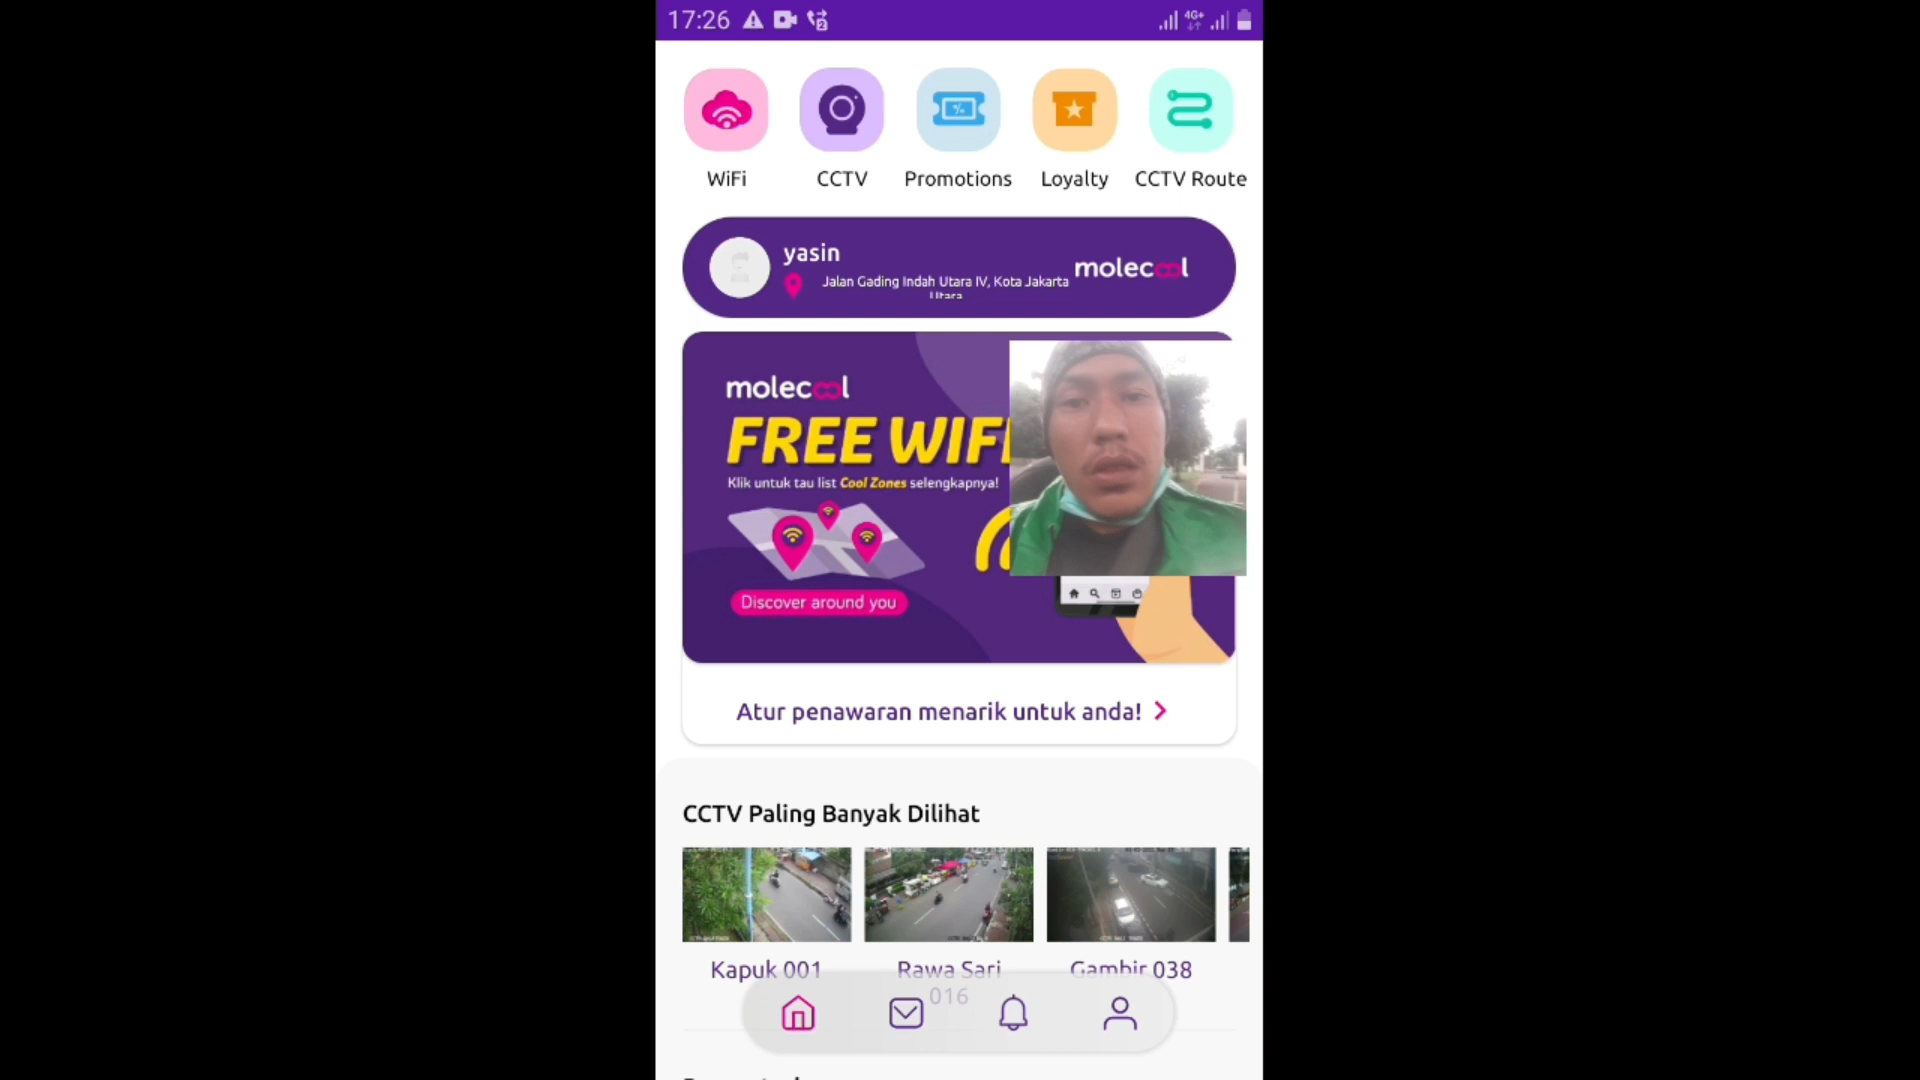 17:26
4G+
WiFi
CCTV
Promotions
Loyalty
CCTV Route
yasin
Jalan Gading Indah Utara IV, Kota Jakarta
Utara
molecool
molecool
FREE WIFI
Klik untuk tau list Cool Zones selengkapnya!
Discover around you
Atur penawaran menarik untuk anda!
CCTV Paling Banyak Dilihat
Kapuk 001
Rawa Sari
016
Gambir 038